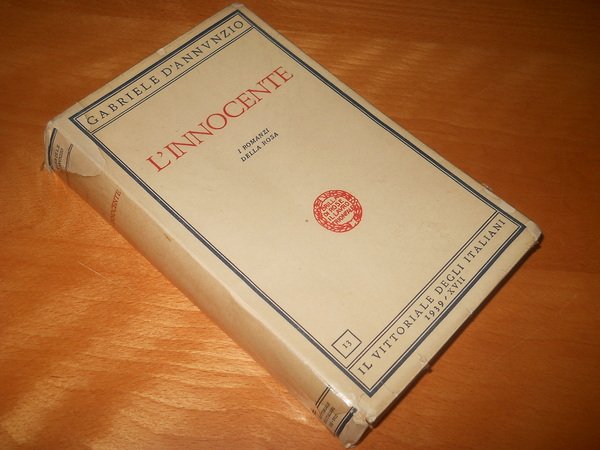 GABRIELE D'ANNVNZIO
L'INNOCENTE
I ROMANZI
DELLA ROSA
13
IL VITTORIALE DEGLI ITALIANI
1939/XVII